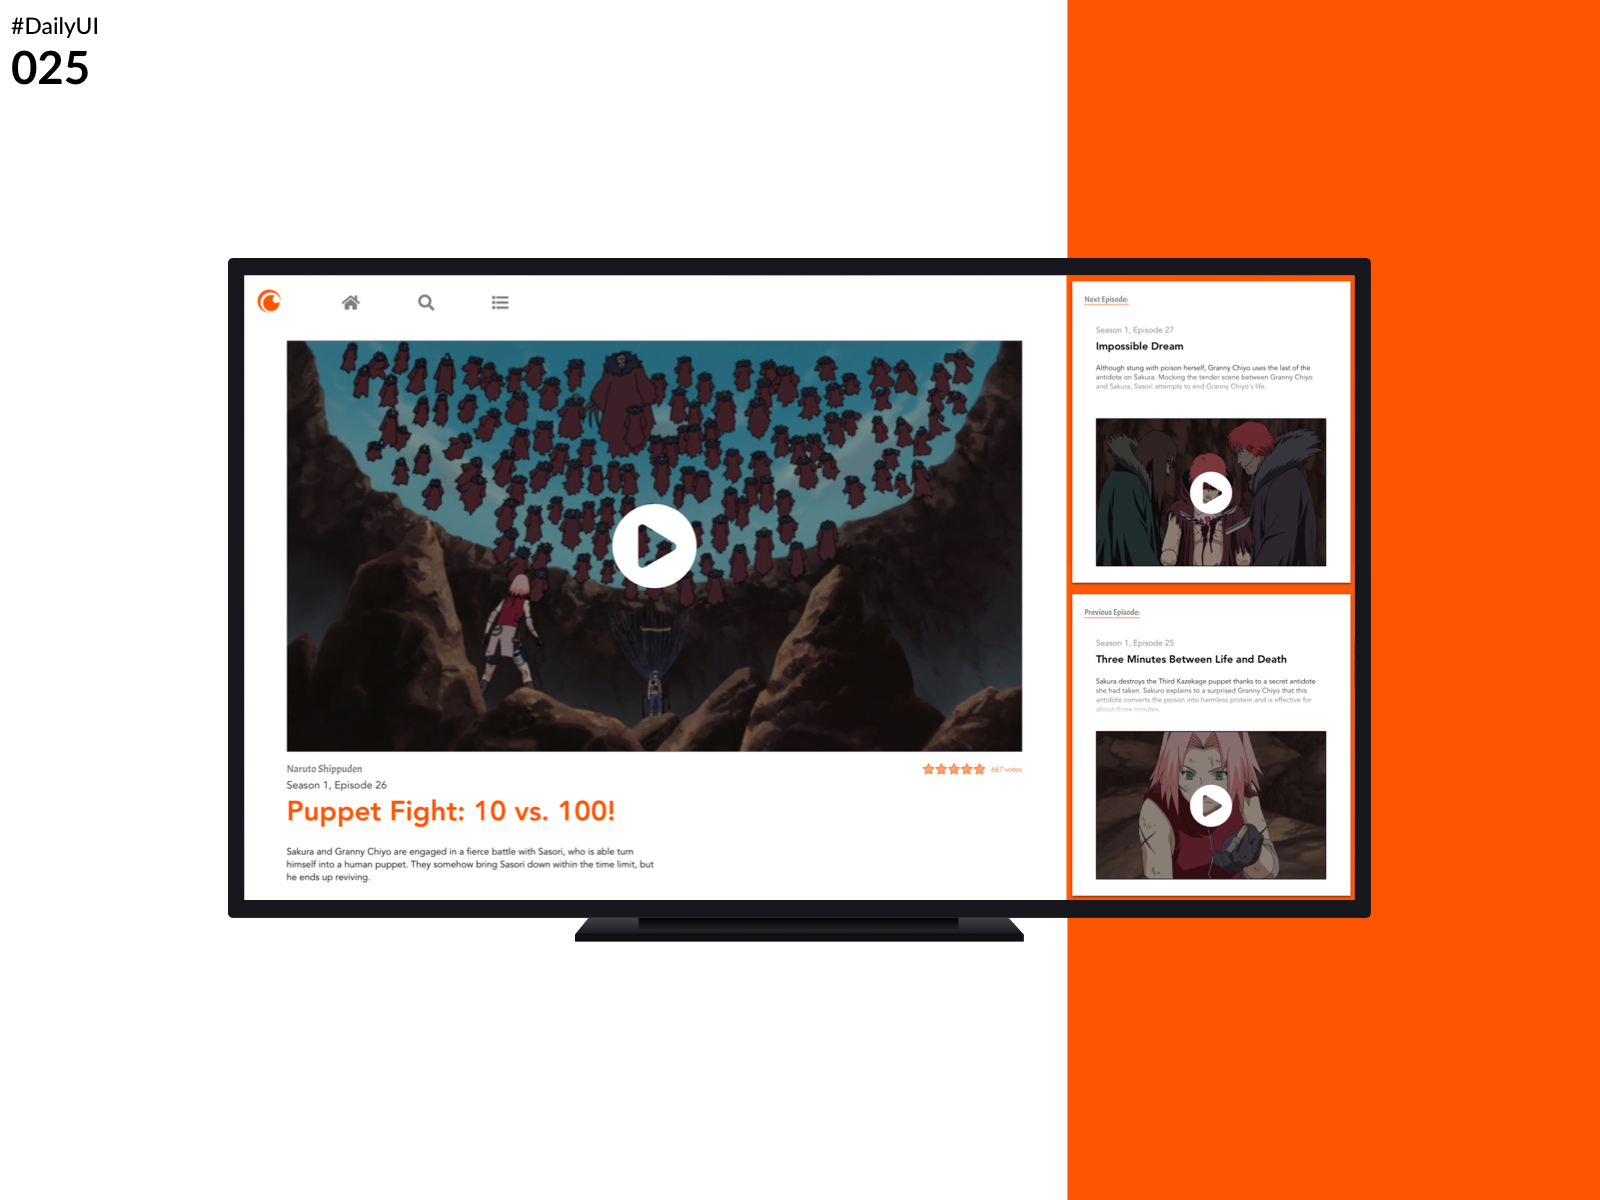 #DailyUI
025
Naruto Shippuden
667 votes
Season 1, Episode 26
Puppet Fight: 10 vs. 100!
Sakura and Granny Chiyo are engaged in a fierce battle with Sasori, who is able turn
himself into a human puppet. They somehow bring Sasori down within the time limit, but
he ends up reviving.
Next Episode:
Season 1, Episode 27
Impossible Dream
Although stung with poison herself, Granny Chiyo uses the last of the
antidote on Sakura. Mocking the tender scene between Granny Chiyo
and Sakura, Sasori attempts to end Granny Chiyo's life.
Previous Episode:
Season 1, Episode 25
Three Minutes Between Life and Death
Sakura destroys the Third Kazekage puppet thanks to a secret antidote
she had taken. Sakuro explains to a surprised Granny Chiyo that this
antidote converts the poison into harmless protein and is effective for
about three minutes.